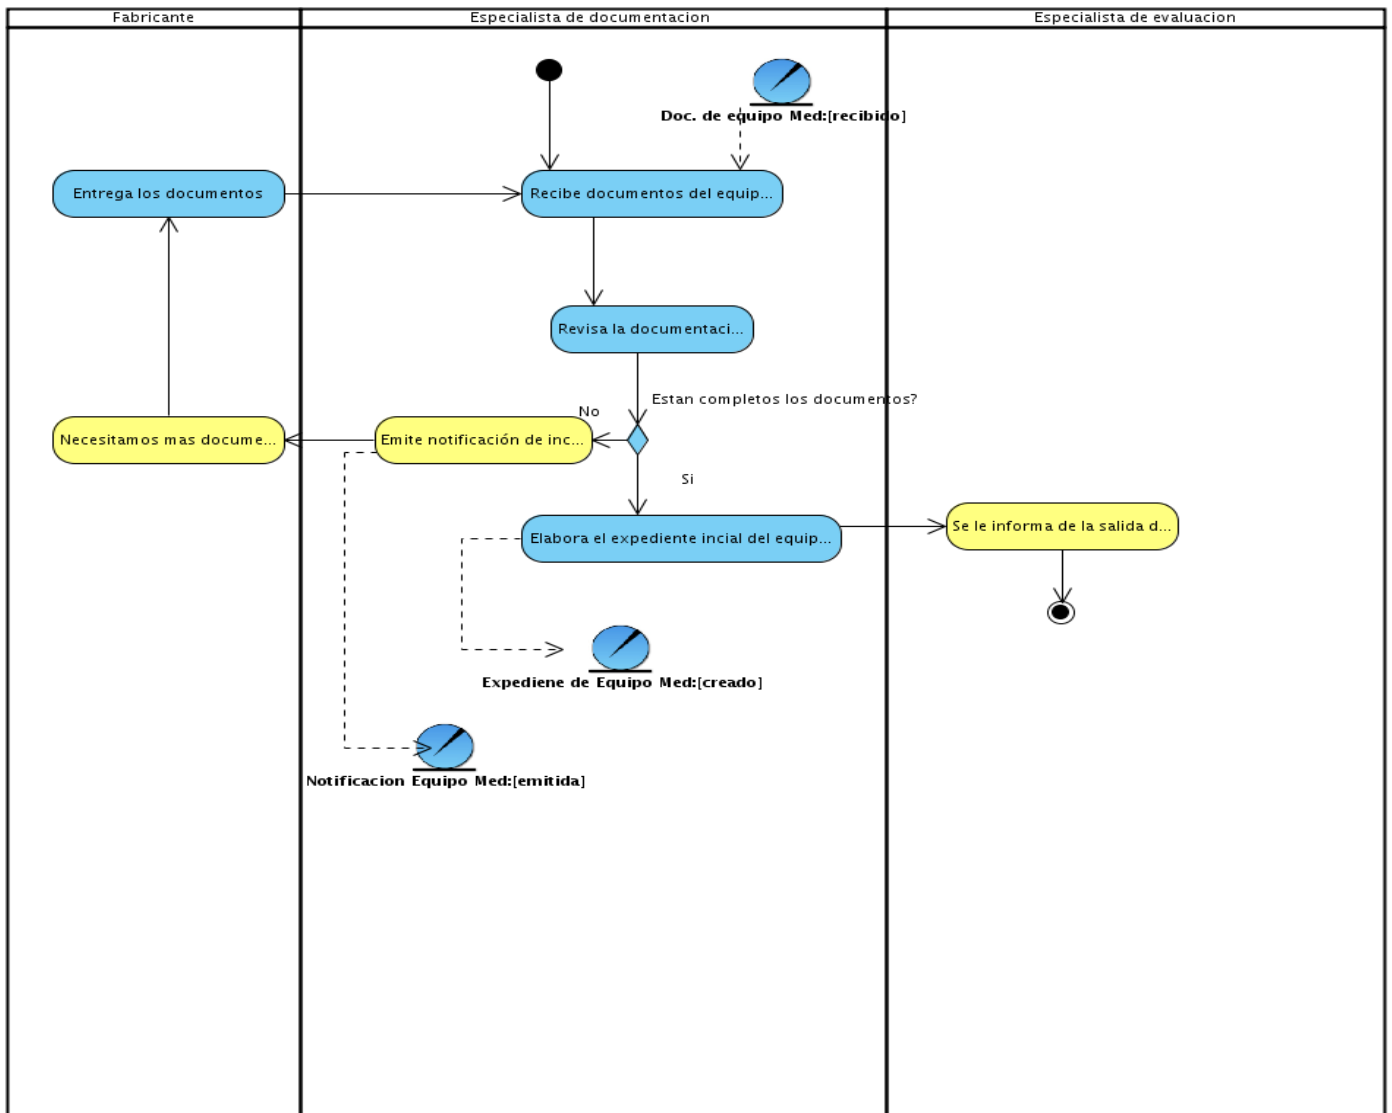 Fabricante
Especialista de documentacion
Especialista de evaluacion
Doc. de equipo Med:[recibido]
Entrega los documentos
Recibe documentos del equip...
Revisa la documentaci...
Estan completos los documentos?
No
Necesitamos mas docume...
Emite notificación de inc...
Si
Elabora el expediente incial del equip...
Se le informa de la salida d...
Expediene de Equipo Med:[creado]
Notificacion Equipo Med:[emitida]